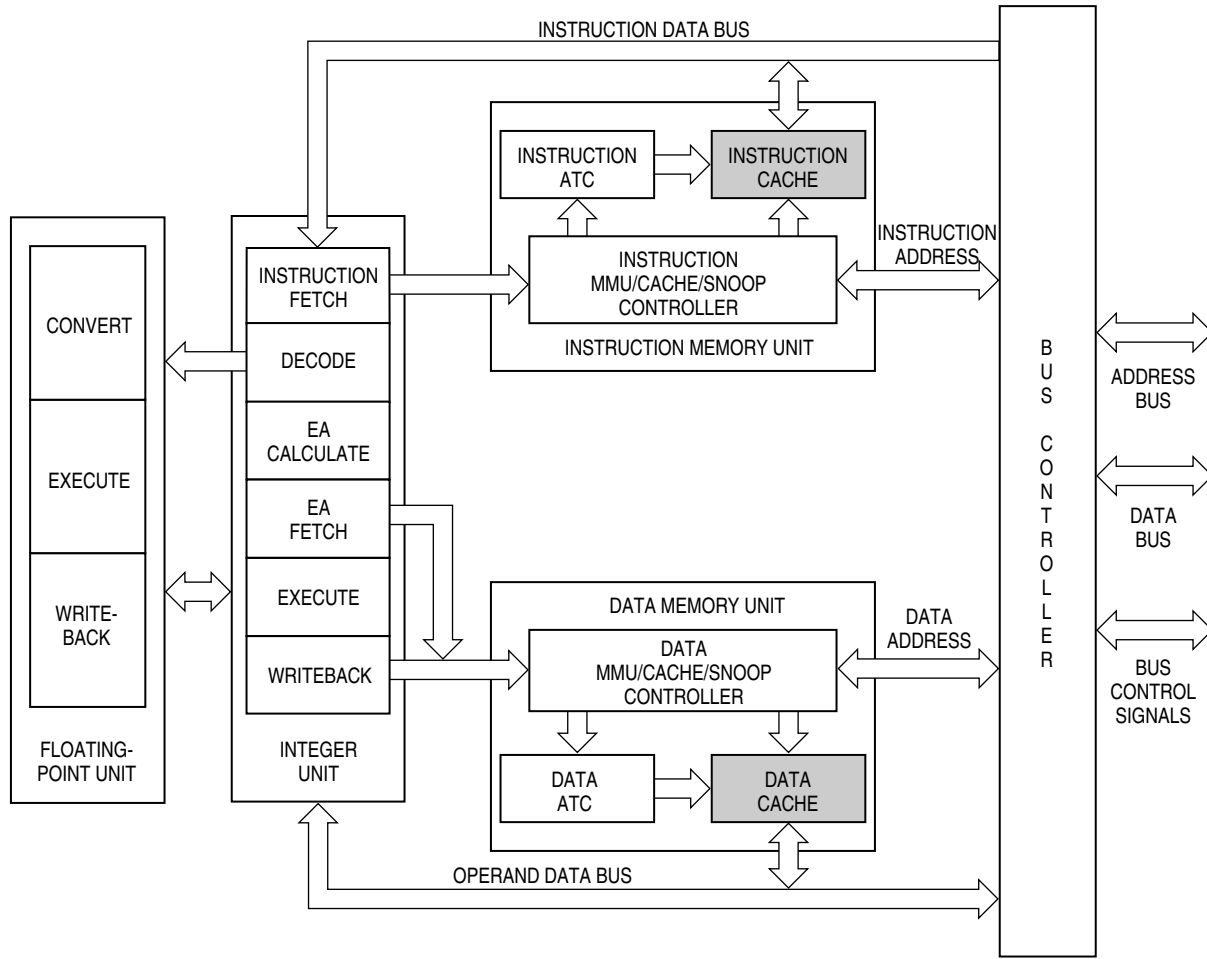 INSTRUCTION DATA BUS
INSTRUCTION
ATC
INSTRUCTION
CACHE
INSTRUCTION
MMU/CACHE/SNOOP
CONTROLLER
INSTRUCTION MEMORY UNIT
INSTRUCTION
ADDRESS
CONVERT
EXECUTE
WRITE-
BACK
FLOATING-
POINT UNIT
INSTRUCTION
FETCH
DECODE
EA
CALCULATE
EA
FETCH
EXECUTE
WRITEBACK
INTEGER
UNIT
DATA MEMORY UNIT
DATA
MMU/CACHE/SNOOP
CONTROLLER
DATA
ATC
DATA
CACHE
DATA
ADDRESS
OPERAND DATA BUS
BUS CONTROLLER
ADDRESS
BUS
DATA
BUS
BUS
CONTROL
SIGNALS